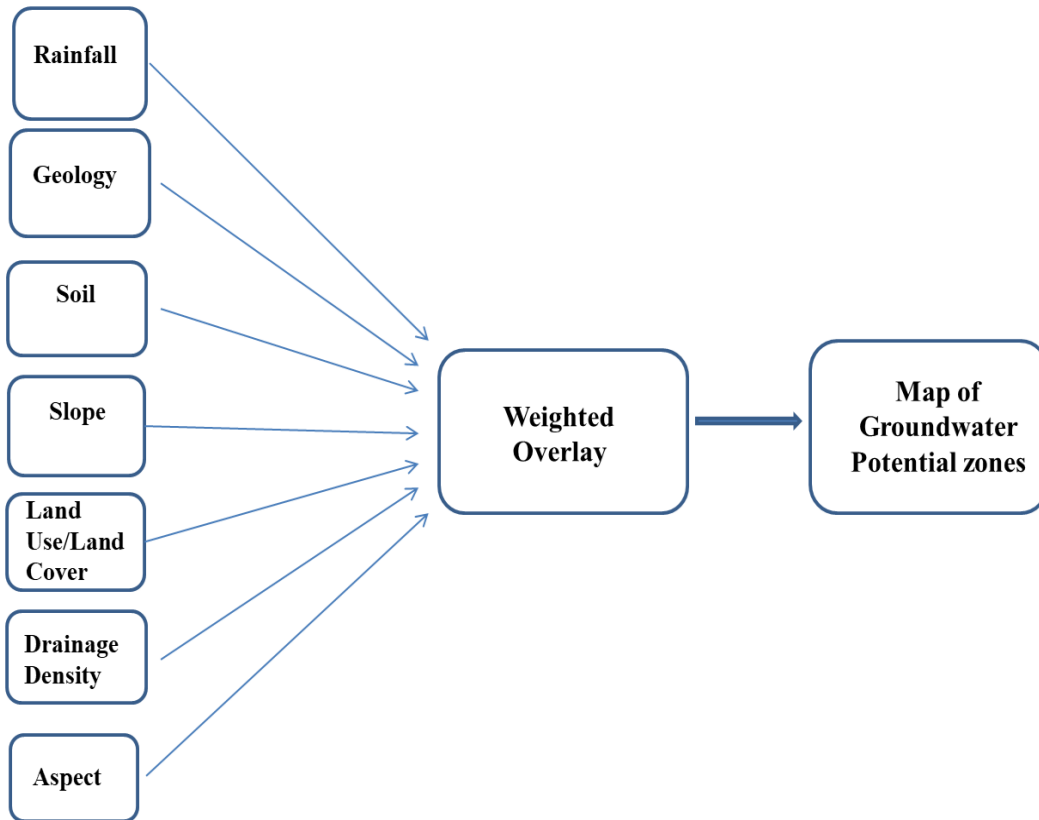 Rainfall
Geology
Soil
Slope
Land
Use/Land
Cover
Drainage
Density
Aspect
Weighted
Overlay
Map of
Groundwater
Potential zones